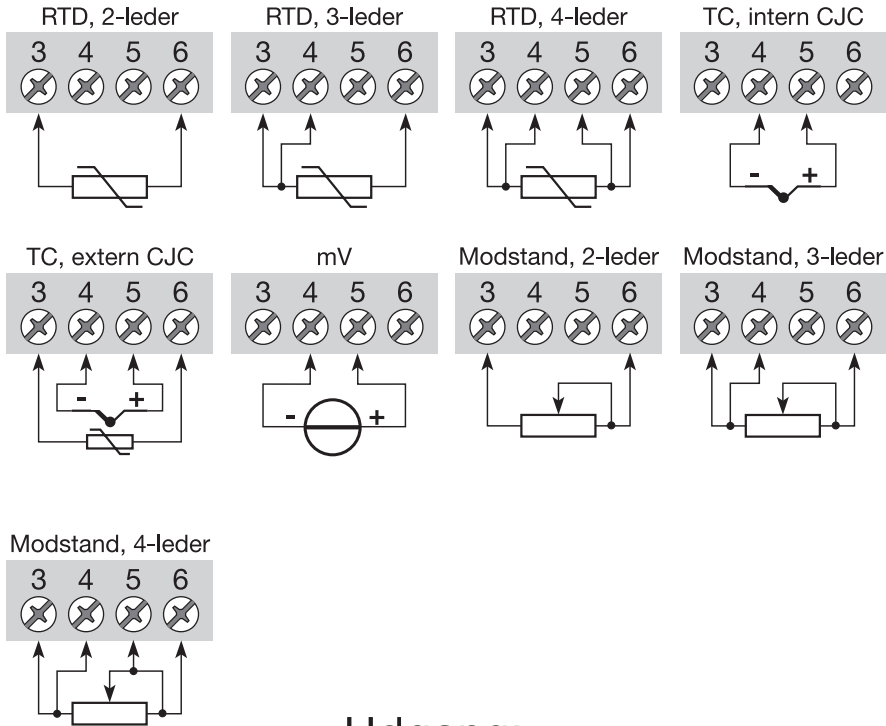 RTD, 2-leder
3 4 5 6
RTD, 3-leder
3 4 5 6
RTD, 4-leder
3 4 5 6
TC, intern CJC
3 4 5 6
- +
TC, extern CJC
3 4 5 6
- +
mV
3 4 5 6
- +
Modstand, 2-leder
3 4 5 6
Modstand, 3-leder
3 4 5 6
Modstand, 4-leder
3 4 5 6